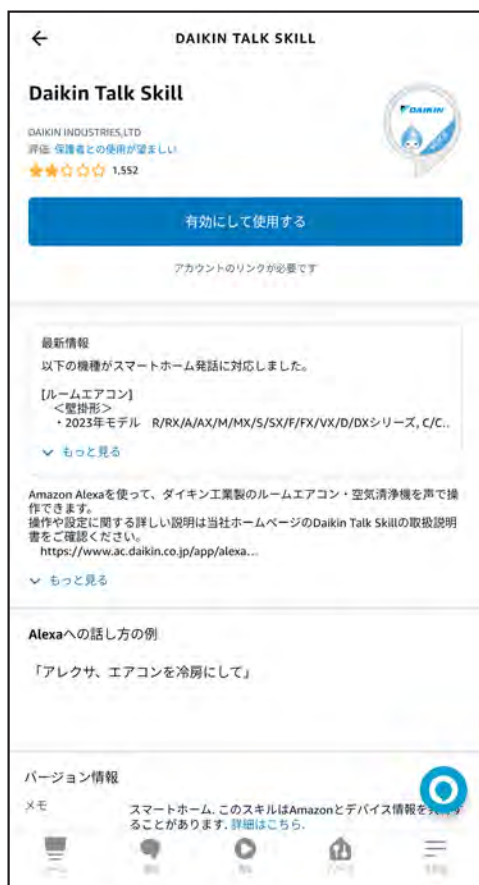 DAIKIN TALK SKILL
Daikin Talk Skill
DAIKIN
DAIKIN INDUSTRIES,LTD
評価: 保護者との使用が望ましい
1,552
有効にして使用する
アカウントのリンクが必要です
最新情報
以下の機種がスマートホーム発話に対応しました。
[ルームエアコン]
＜壁掛形＞
・2023年モデル R/RX/A/AX/M/MX/S/SX/F/FX/VX/D/DXシリーズ, C/C..
もっと見る
Amazon Alexaを使って、ダイキン工業製のルームエアコン・空気清浄機を声で操
作できます。
操作や設定に関する詳しい説明は当社ホームページのDaikin Talk Skillの取扱説明
書をご確認ください。
https://www.ac.daikin.co.jp/app/alexa...
もっと見る
Alexaへの話し方の例
「アレクサ、エアコンを冷房にして」
バージョン情報
メモ
スマートホーム. このスキルはAmazonとデバイス情報を共有す
ることがあります. 詳細はこちら.